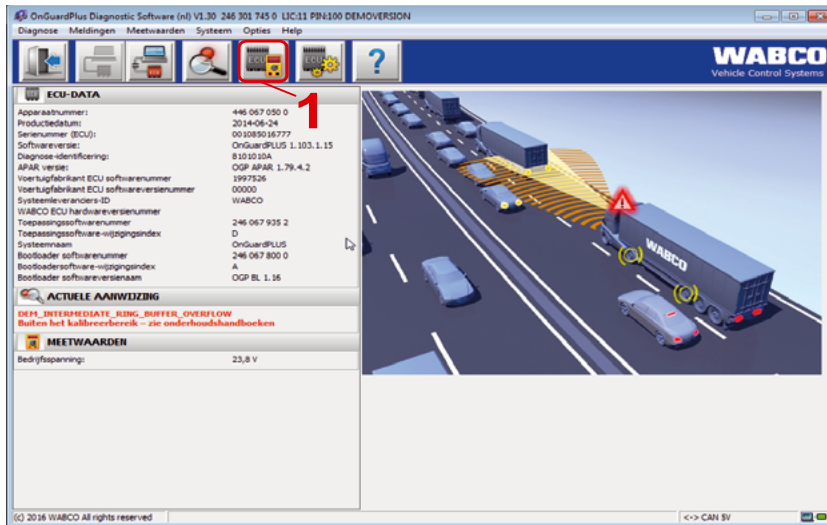 OnGuardPlus Diagnostic Software (nl) V1.30 246 301 745 0 LIC:11 PIN:100 DEMOVERSION
Diagnose Meldingen Meetwaarden Systeem Opties Help
ECU ECU ?
WABCO
Vehicle Control Systems
1
ECU-DATA
Apparaatnummer: 446 067 050 0
Productiedatum: 2014-06-24
Serienummer (ECU): 001085016777
Softwareversie: OnGuardPLUS 1.103.1.15
Diagnose-identificering: 8101010A
APAR versie: OGP APAR 1.79.4.2
Voertuigfabrikant ECU softwarenummer 1997526
Voertuigfabrikant ECU softwareversienummer 00000
Systeemleveranders-ID WABCO
WABCO ECU hardwareversienummer
Toepassingssoftwarenummer 246 067 935 2
Toepassingssoftware-wijzigingsindex D
Systeemnaam OnGuardPLUS
Bootloader softwarenummer 246 067 800 0
Bootloadersoftware-wijzigingsindex A
Bootloader softwareversienaam OGP BL 1.16
WABCO
ACTUELE AANWIJZING
DEM_INTERMEDIATE_RING_BUFFER_OVERFLOW
Buiten het kalibreerbereik – zie onderhoudshandboeken
MEETWAARDEN
Bedrijfsspanning: 23,8 V
(c) 2016 WABCO All rights reserved
<-> CAN 5V